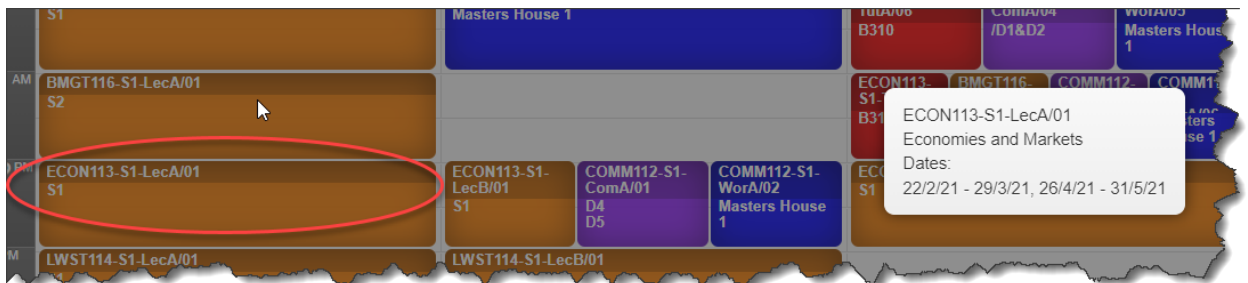 S1
Masters House 1
TutA/06
B310
ComA/04
/D1&D2
WorA/05
Masters Hous
1
AM
BMGT116-S1-LecA/01
S2
ECON113-
S1-
B31
BMGT116-
COMM112-
COMM11
ters
se 1
ECON113-S1-LecA/01
Economies and Markets
Dates:
22/2/21 - 29/3/21, 26/4/21 - 31/5/21
PM
ECON113-S1-LecA/01
S1
ECON113-S1-
LecB/01
S1
COMM112-S1-
ComA/01
D4
D5
COMM112-S1-
WorA/02
Masters House
1
EC
S1
M
LWST114-S1-LecA/01
LWST114-S1-LecB/01